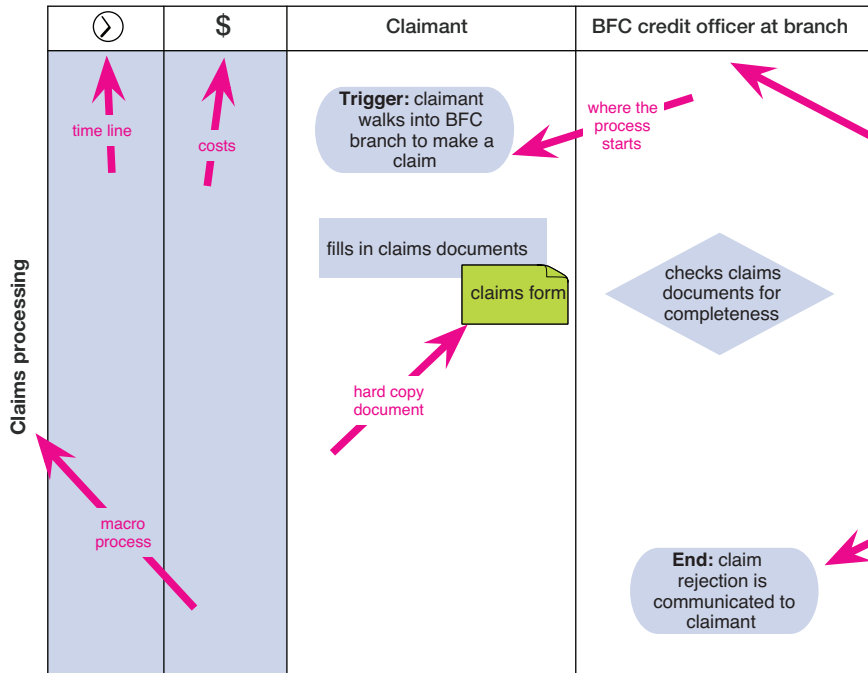 $
Claimant
BFC credit officer at branch
time line
costs
Trigger: claimant
walks into BFC
branch to make a
claim
where the
process
starts
fills in claims documents
claims form
checks claims
documents for
completeness
Claims processing
hard copy
document
macro
process
End: claim
rejection is
communicated to
claimant